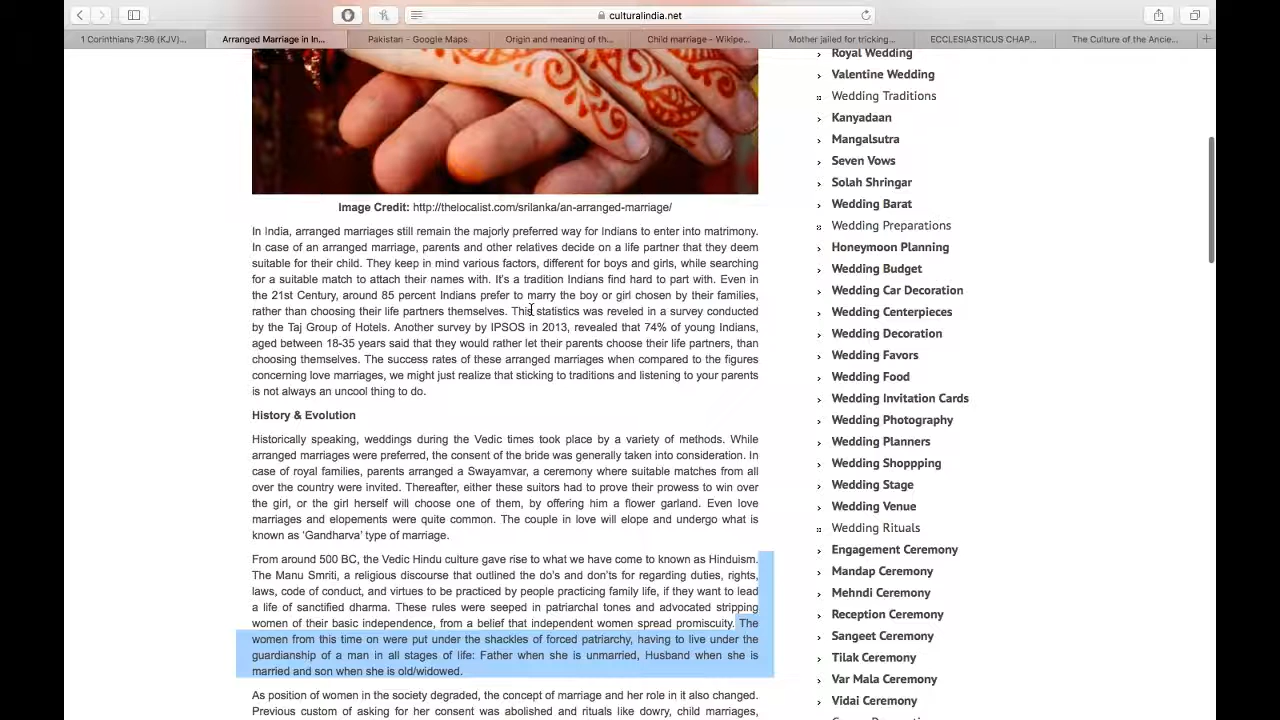 culturalindia.net
1 Corinthians 7:36 (KJV)...
Arranged Marriage in In...
Pakistan - Google Maps
Origin and meaning of th...
Child marriage - Wikipe...
Mother jailed for tricking...
ECCLESIASTICUS CHAP...
The Culture of the Ancie...
Image Credit: http://thelocalist.com/srilanka/an-arranged-marriage/
In India, arranged marriages still remain the majorly preferred way for Indians to enter into matrimony.
In case of an arranged marriage, parents and other relatives decide on a life partner that they deem
suitable for their child. They keep in mind various factors, different for boys and girls, while searching
for a suitable match to attach their names with. It's a tradition Indians find hard to part with. Even in
the 21st Century, around 85 percent Indians prefer to marry the boy or girl chosen by their families,
rather than choosing their life partners themselves. This statistics was reveled in a survey conducted
by the Taj Group of Hotels. Another survey by IPSOS in 2013, revealed that 74% of young Indians,
aged between 18-35 years said that they would rather let their parents choose their life partners, than
choosing themselves. The success rates of these arranged marriages when compared to the figures
concerning love marriages, we might just realize that sticking to traditions and listening to your parents
is not always an uncool thing to do.
History & Evolution
Historically speaking, weddings during the Vedic times took place by a variety of methods. While
arranged marriages were preferred, the consent of the bride was generally taken into consideration. In
case of royal families, parents arranged a Swayamvar, a ceremony where suitable matches from all
over the country were invited. Thereafter, either these suitors had to prove their prowess to win over
the girl, or the girl herself will choose one of them, by offering him a flower garland. Even love
marriages and elopements were quite common. The couple in love will elope and undergo what is
known as 'Gandharva' type of marriage.
From around 500 BC, the Vedic Hindu culture gave rise to what we have come to known as Hinduism.
The Manu Smriti, a religious discourse that outlined the do's and don'ts for regarding duties, rights,
laws, code of conduct, and virtues to be practiced by people practicing family life, if they want to lead
a life of sanctified dharma. These rules were seeped in patriarchal tones and advocated stripping
women of their basic independence, from a belief that independent women spread promiscuity. The
women from this time on were put under the shackles of forced patriarchy, having to live under the
guardianship of a man in all stages of life: Father when she is unmarried, Husband when she is
married and son when she is old/widowed.
As position of women in the society degraded, the concept of marriage and her role in it also changed.
Previous custom of asking for her consent was abolished and rituals like dowry, child marriages,
Royal Wedding
Valentine Wedding
Wedding Traditions
Kanyadaan
Mangalsutra
Seven Vows
Solah Shringar
Wedding Barat
Wedding Preparations
Honeymoon Planning
Wedding Budget
Wedding Car Decoration
Wedding Centerpieces
Wedding Decoration
Wedding Favors
Wedding Food
Wedding Invitation Cards
Wedding Photography
Wedding Planners
Wedding Shoppping
Wedding Stage
Wedding Venue
Wedding Rituals
Engagement Ceremony
Mandap Ceremony
Mehndi Ceremony
Reception Ceremony
Sangeet Ceremony
Tilak Ceremony
Var Mala Ceremony
Vidai Ceremony